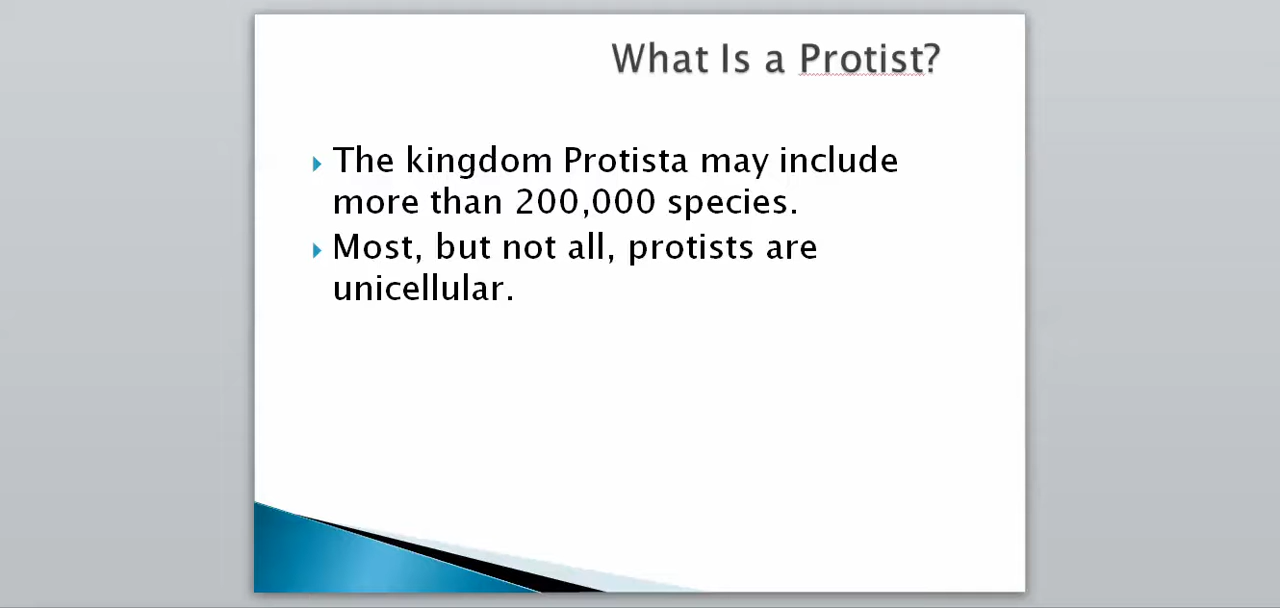 What Is a Protist?
The kingdom Protista may include
more than 200,000 species.
Most, but not all, protists are
unicellular.